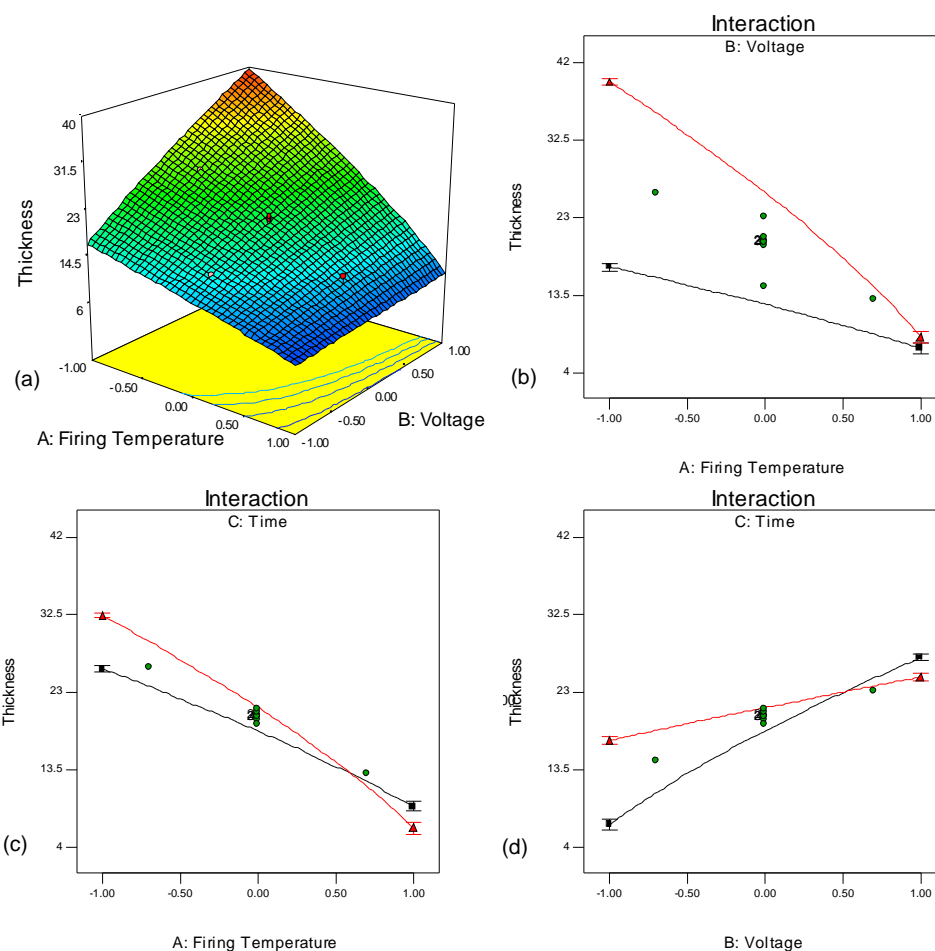 40
31.5
23
14.5
6
Thickness
-1.00
-0.50
0.00
0.50
1.00
A: Firing Temperature
-1.00
-0.50
0.00
0.50
1.00
B: Voltage
(a)
Interaction
B: Voltage
42
32.5
23
13.5
4
Thickness
2
-1.00
-0.50
0.00
0.50
1.00
A: Firing Temperature
(b)
Interaction
C: Time
42
32.5
23
13.5
4
Thickness
2
-1.00
-0.50
0.00
0.50
1.00
A: Firing Temperature
(c)
Interaction
C: Time
42
32.5
23
13.5
4
Thickness
2
-1.00
-0.50
0.00
0.50
1.00
B: Voltage
(d)